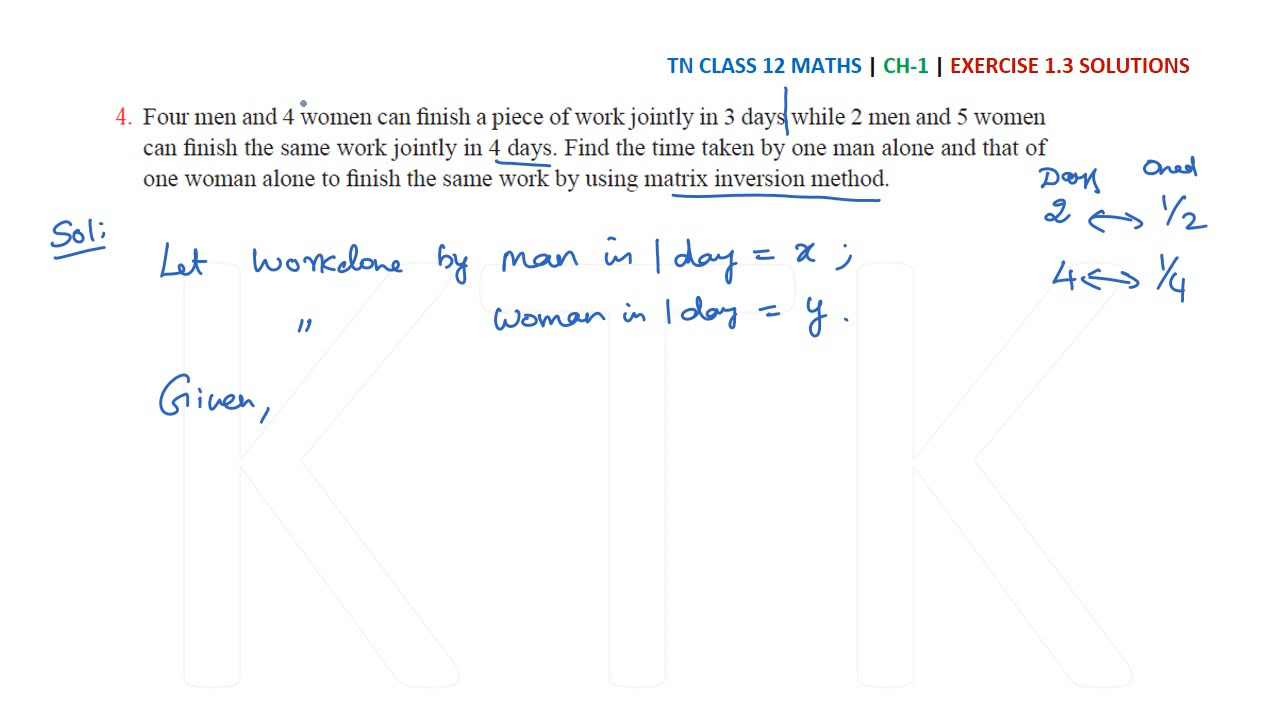 TN CLASS 12 MATHS | CH-1 | EXERCISE 1.3 SOLUTIONS
4. Four men and 4 women can finish a piece of work jointly in 3 days while 2 men and 5 women
can finish the same work jointly in 4 days. Find the time taken by one man alone and that of
one woman alone to finish the same work by using matrix inversion method.
Days
2 ↔ 1/2
4 ↔ 1/4
Sol:
Let workdone by man in 1 day = x ;
" woman in 1 day = y .
Given,
KTK